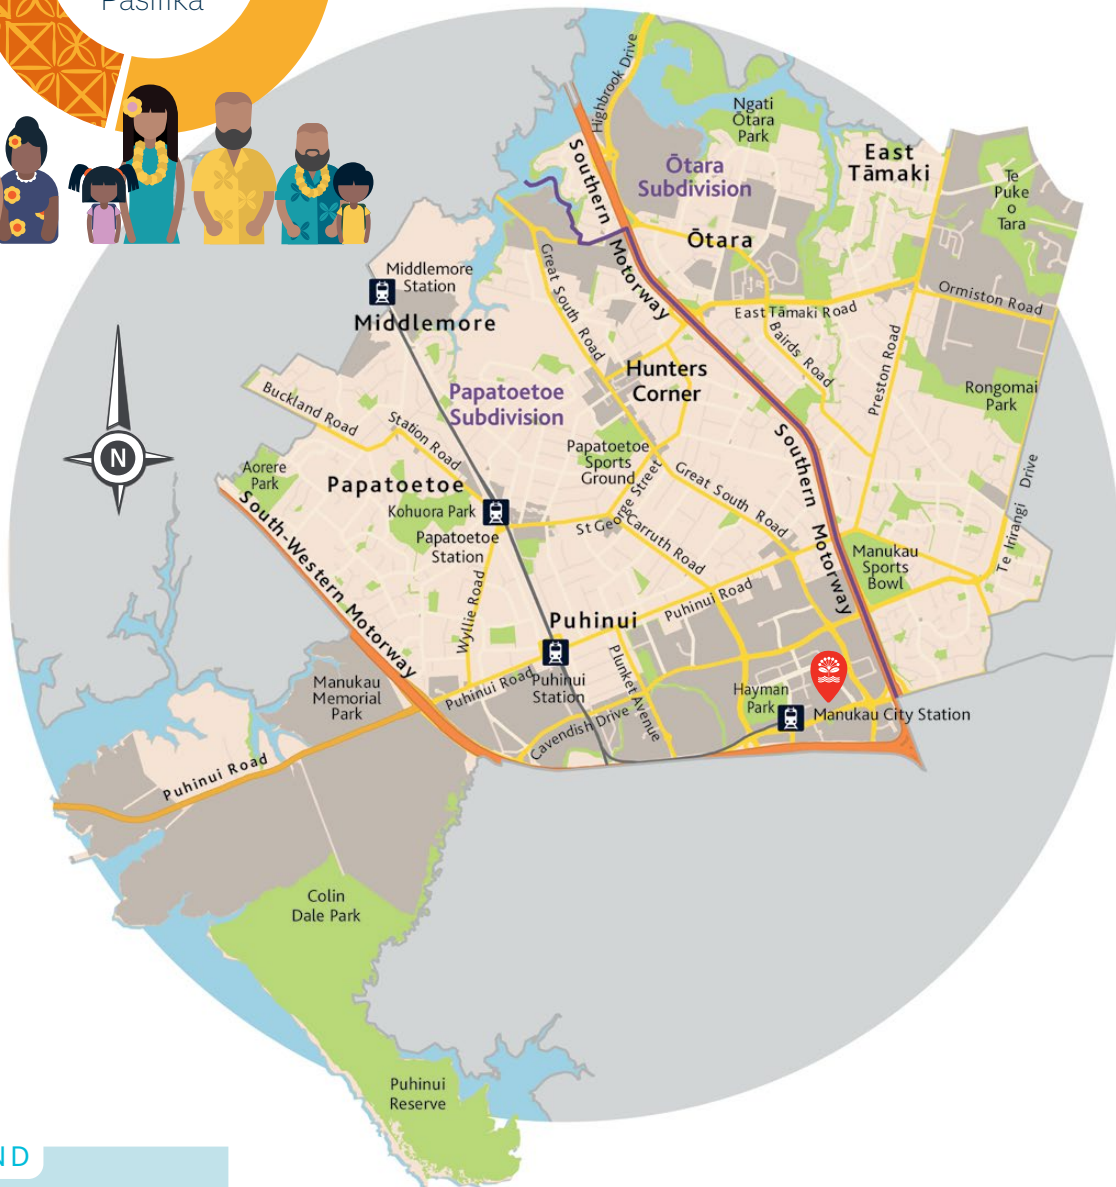 Pasifika
Highbrook Drive
Ngati
Ōtara
Park
East
Tāmaki
Te
Puke
o
Tara
Southern
Motorway
Ōtara
Subdivision
Ōtara
Middlemore
Station
Middlemore
Great South Road
Ormiston Road
East Tāmaki Road
Bairds Road
Preston Road
Hunters
Corner
Rongomai
Park
Papatoetoe
Subdivision
Buckland Road
Station Road
N
Aorere
Park
Papatoetoe
Sports
Ground
Southern Motorway
Great South Road
Te Irirangi Drive
Papatoetoe
Kohuora Park
Papatoetoe
Station
St George Street
Carruth Road
South-Western Motorway
Manukau
Sports
Bowl
Wyllie Road
Puhinui
Puhinui Road
Puhinui Road
Puhinui
Station
Plunket Avenue
Manukau
Memorial
Park
Hayman
Park
Manukau City Station
Cavendish Drive
Puhinui Road
Colin
Dale Park
Puhinui
Reserve
ND